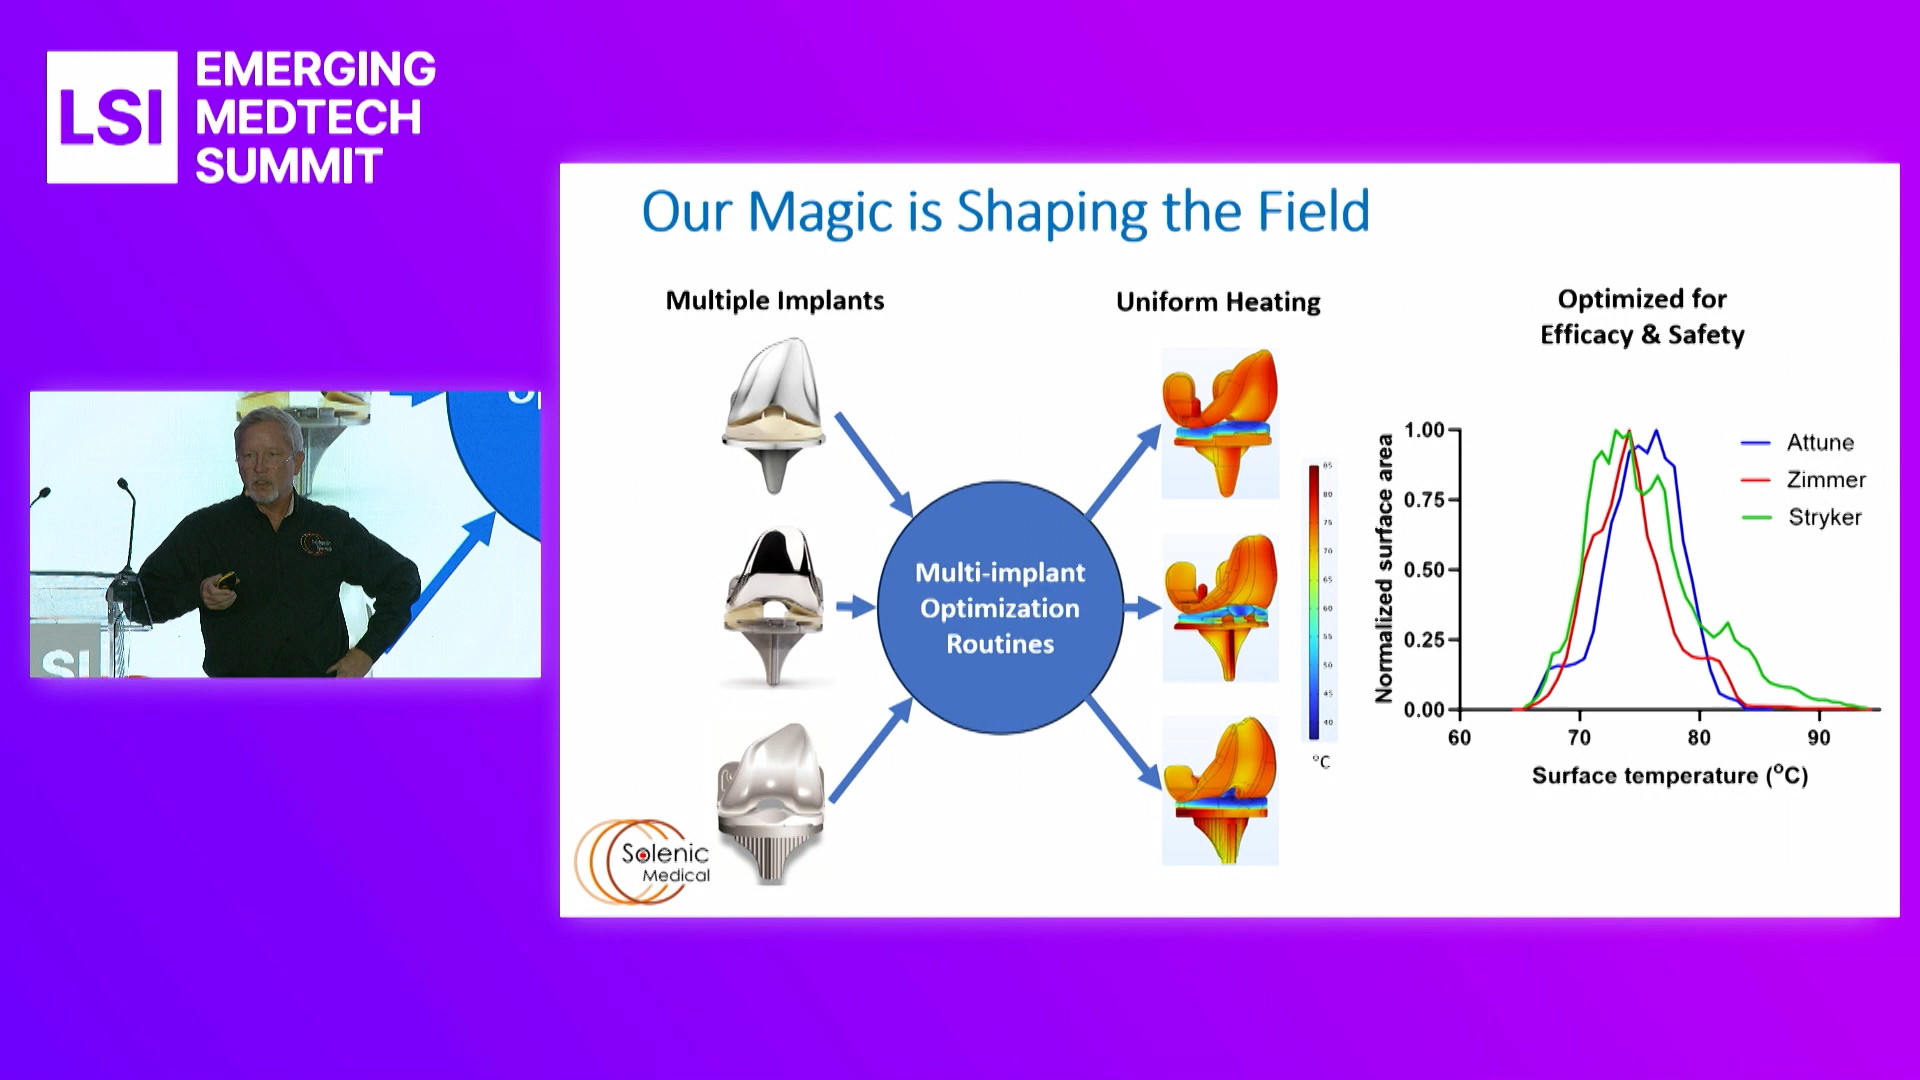 LSI
EMERGING
MEDTECH
SUMMIT
Our Magic is Shaping the Field
Multiple Implants
Uniform Heating
Optimized for
Efficacy & Safety
Multi-implant
Optimization
Routines
85
80
75
70
65
60
55
50
45
40
°C
Normalized surface area
1.00
0.75
0.50
0.25
0.00
60 70 80 90
Surface temperature (°C)
Attune
Zimmer
Stryker
Solenic
Medical